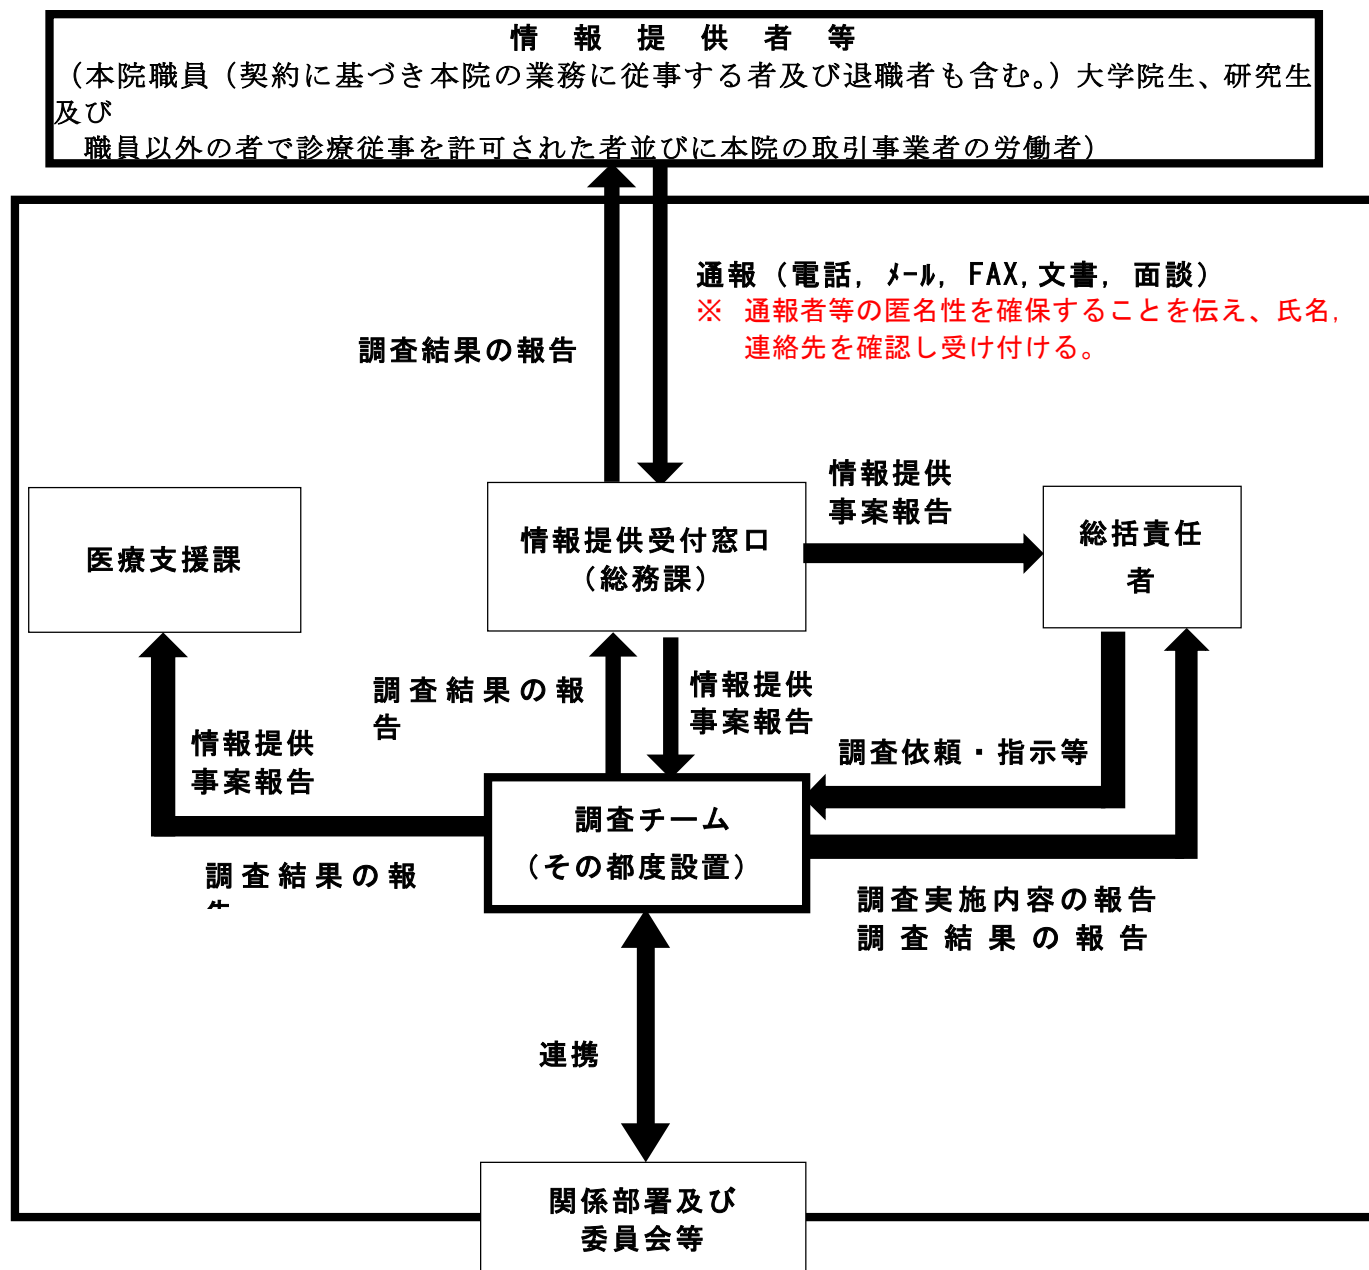 情報提供者等
（本院職員（契約に基づき本院の業務に従事する者及び退職者も含む。）大学院生、研究生
及び
職員以外の者で診療従事を許可された者並びに本院の取引事業者の労働者）
通報（電話，メール，FAX,文書，面談）
※　通報者等の匿名性を確保することを伝え、氏名，
連絡先を確認し受け付ける。
調査結果の報告
情報提供
事案報告
医療支援課
情報提供受付窓口
（総務課）
総括責任
者
調査結果の報
告
情報提供
事案報告
情報提供
事案報告
調査依頼・指示等
調査チーム
（その都度設置）
調査結果の報
調査実施内容の報告
調査結果の報告
連携
関係部署及び
委員会等